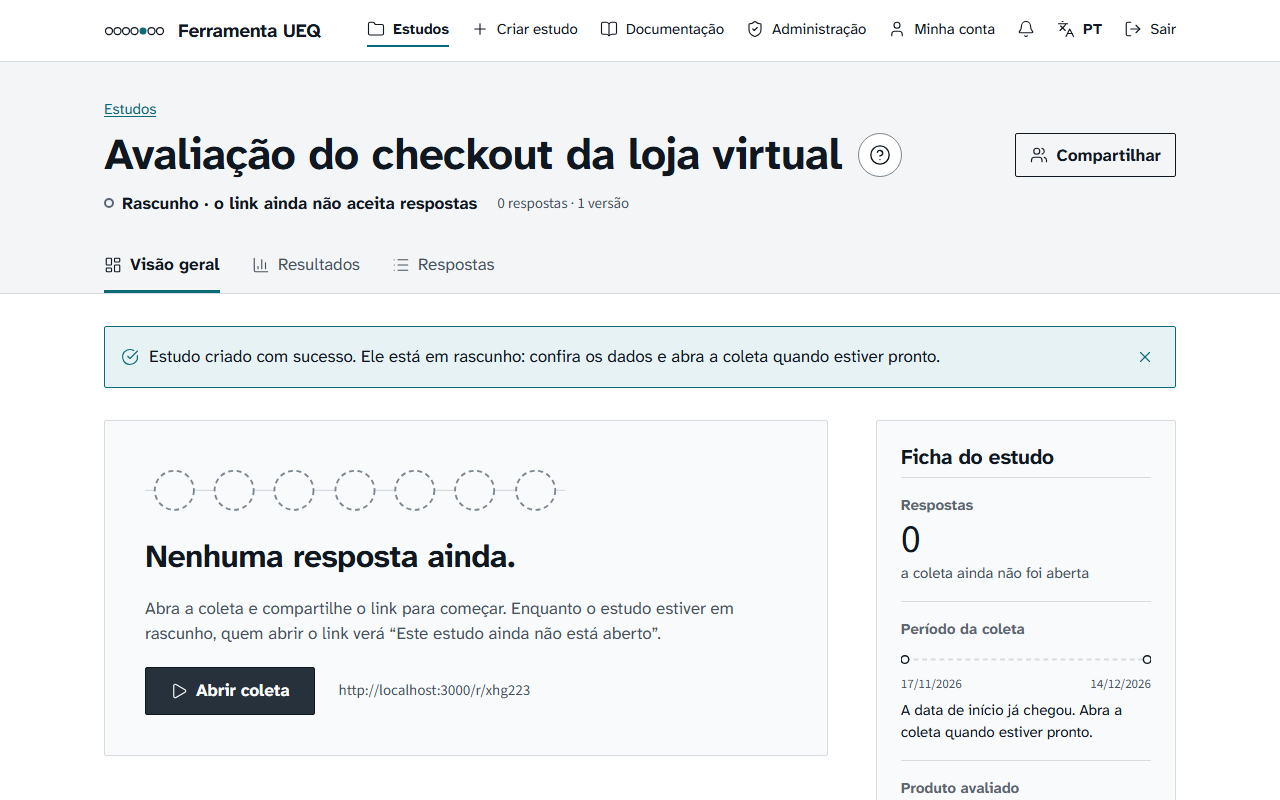 Ferramenta UEQ
Estudos
Criar estudo
Documentação
Administração
Minha conta
PT
Sair
Estudos
Avaliação do checkout da loja virtual
Compartilhar
Rascunho · o link ainda não aceita respostas
0 respostas · 1 versão
Visão geral
Resultados
Respostas
Estudo criado com sucesso. Ele está em rascunho: confira os dados e abra a coleta quando estiver pronto.
Nenhuma resposta ainda.
Abra a coleta e compartilhe o link para começar. Enquanto o estudo estiver em
rascunho, quem abrir o link verá “Este estudo ainda não está aberto”.
Abrir coleta
http://localhost:3000/r/xhg223
Ficha do estudo
Respostas
0
a coleta ainda não foi aberta
Período da coleta
17/11/2026
14/12/2026
A data de início já chegou. Abra a
coleta quando estiver pronto.
Produto avaliado